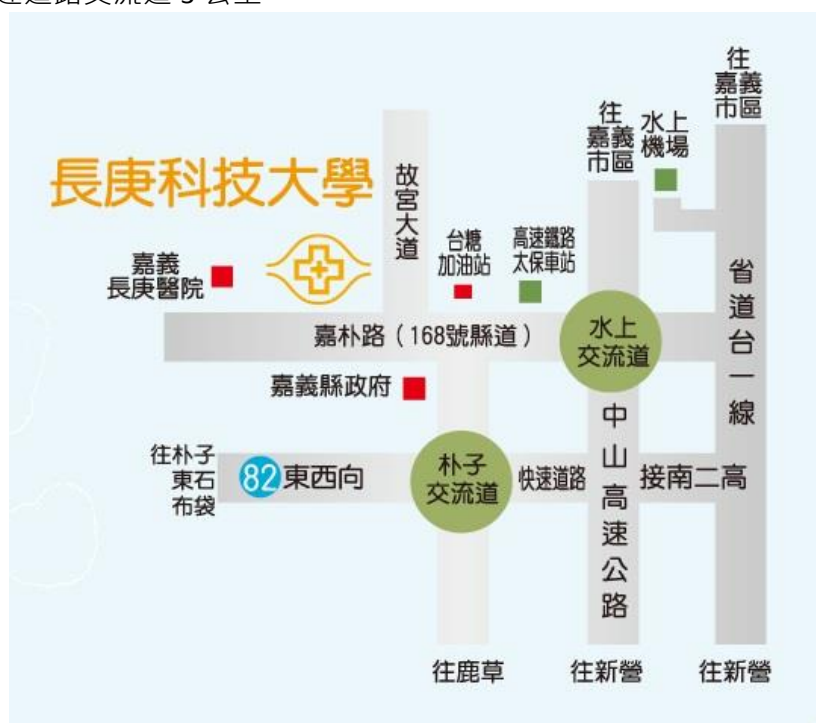 往
嘉義
市區
往
嘉義
市區
水上
機場
長庚科技大學
故宮大道
台糖
加油站
高速鐵路
太保車站
嘉義
長庚醫院
省道台一線
嘉朴路（168號縣道）
水上
交流道
嘉義縣政府
中山高速公路
往朴子
東石
布袋
82東西向
朴子
交流道
快速道路
接南二高
往鹿草
往新營
往新營